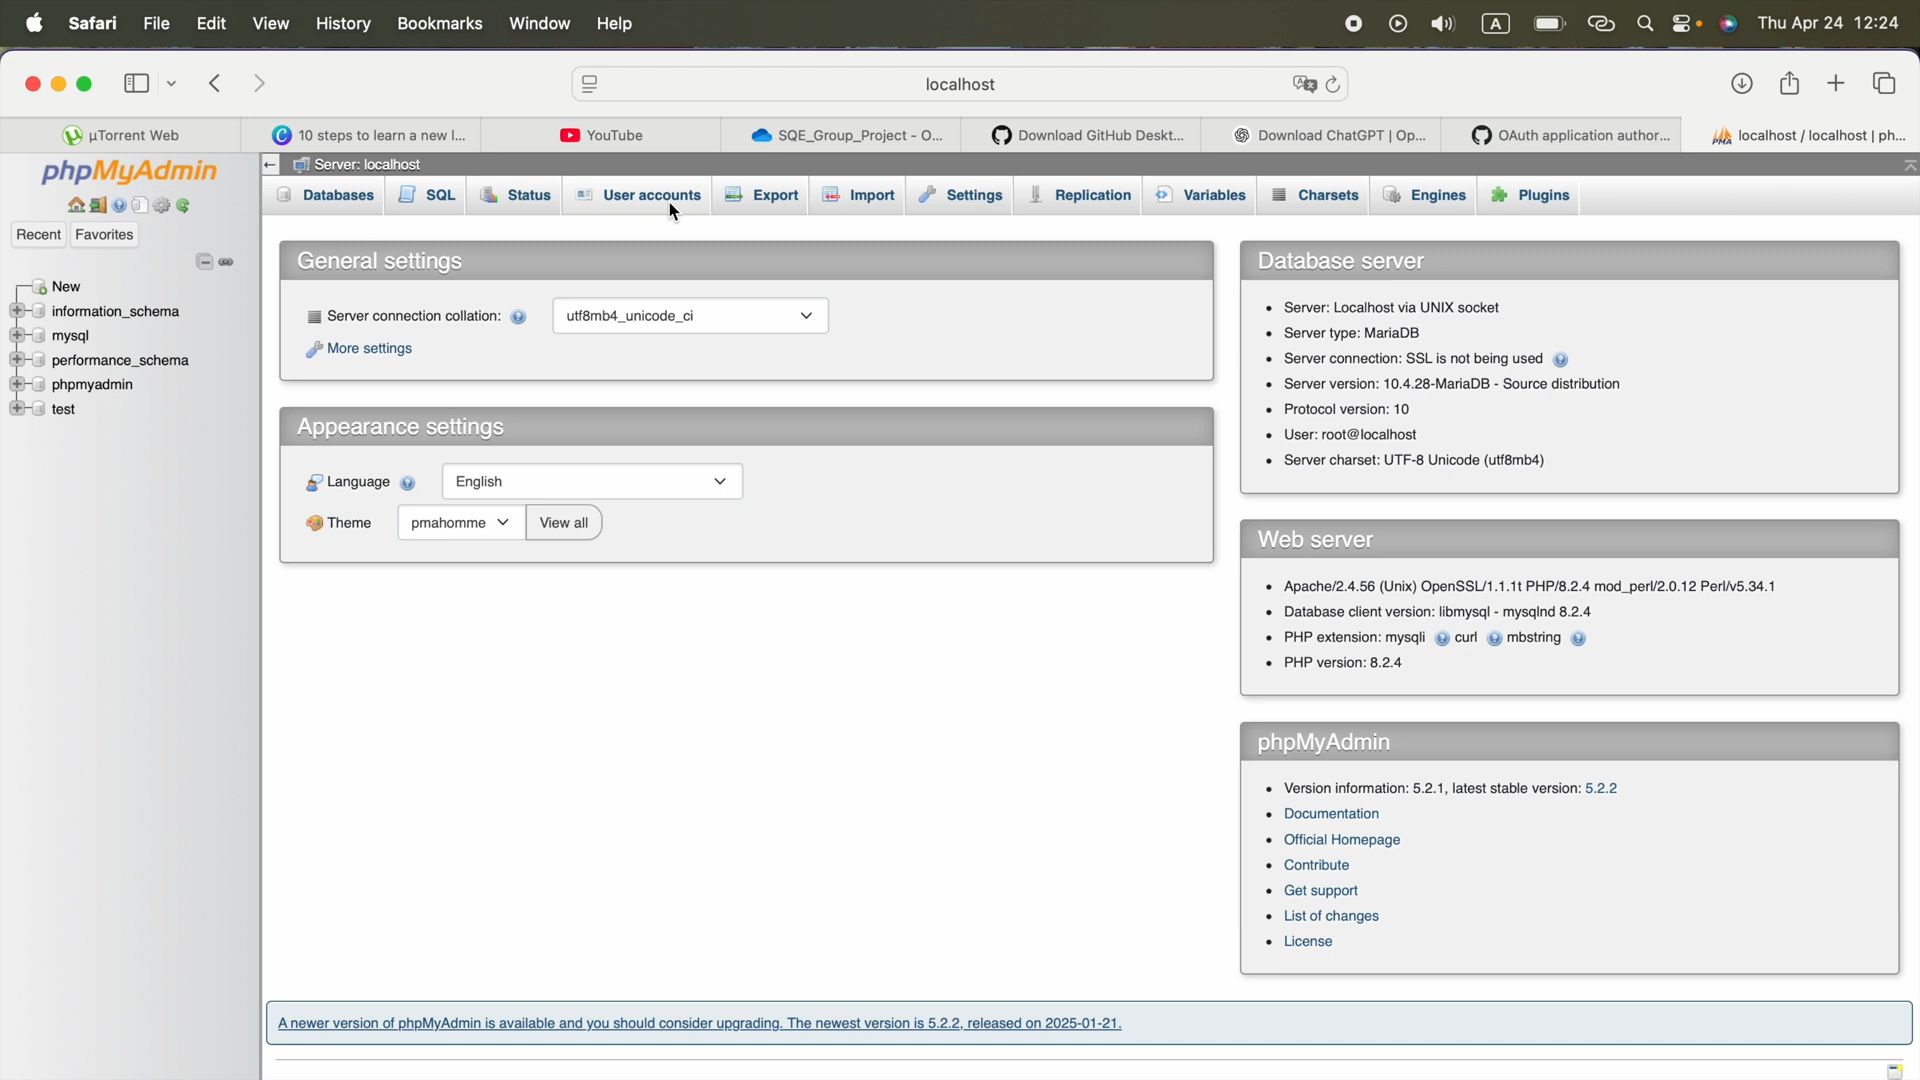 Safari File Edit View History Bookmarks Window Help A Thu Apr 24 12:24
localhost
µTorrent Web 10 steps to learn a new l... YouTube SQE_Group_Project - O... Download GitHub Deskt... Download ChatGPT | Op... OAuth application author... localhost / localhost | ph...
phpMyAdmin
Recent Favorites
New
information_schema
mysql
performance_schema
phpmyadmin
test
Server: localhost
Databases SQL Status User accounts Export Import Settings Replication Variables Charsets Engines Plugins
General settings
Server connection collation: utf8mb4_unicode_ci
More settings
Appearance settings
Language English
Theme pmahomme View all
Database server
Server: Localhost via UNIX socket
Server type: MariaDB
Server connection: SSL is not being used
Server version: 10.4.28-MariaDB - Source distribution
Protocol version: 10
User: root@localhost
Server charset: UTF-8 Unicode (utf8mb4)
Web server
Apache/2.4.56 (Unix) OpenSSL/1.1.1t PHP/8.2.4 mod_perl/2.0.12 Perl/v5.34.1
Database client version: libmysql - mysqlnd 8.2.4
PHP extension: mysqli curl mbstring
PHP version: 8.2.4
phpMyAdmin
Version information: 5.2.1, latest stable version: 5.2.2
Documentation
Official Homepage
Contribute
Get support
List of changes
License
A newer version of phpMyAdmin is available and you should consider upgrading. The newest version is 5.2.2, released on 2025-01-21.